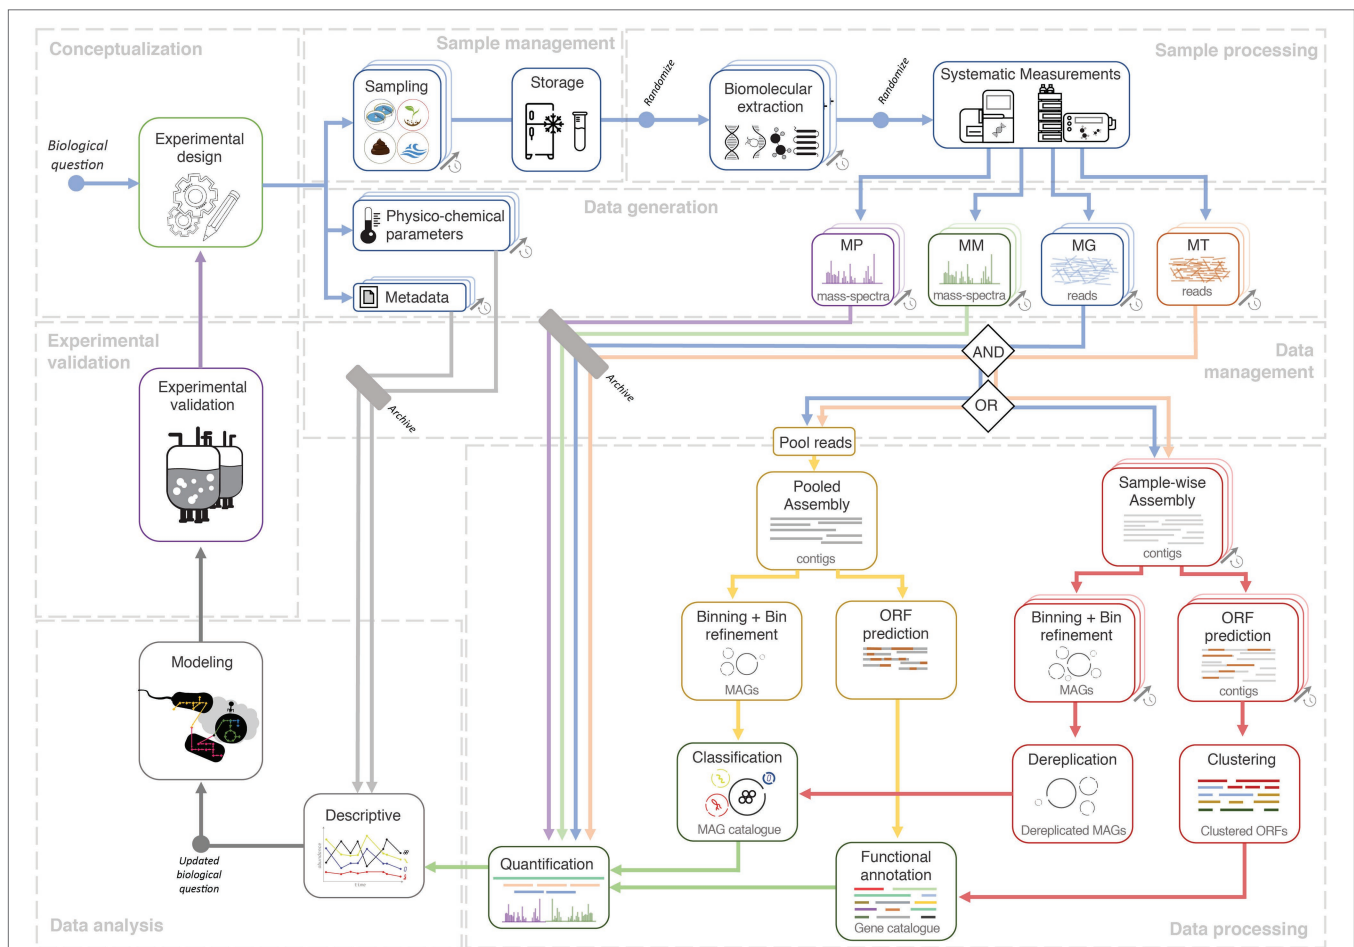 Conceptualization
Sample management
Sample processing
Biological
question
Experimental
design
Sampling
Storage
Randomize
Biomolecular
extraction
Randomize
Systematic Measurements
Data generation
Physico-chemical
parameters
Metadata
MP
mass-spectra
MM
mass-spectra
MG
reads
MT
reads
Experimental
validation
Data
management
Archive
Archive
AND
OR
Experimental
validation
Pool reads
Pooled
Assembly
contigs
Sample-wise
Assembly
contigs
Binning + Bin
refinement
MAGs
ORF
prediction
Binning + Bin
refinement
MAGs
ORF
prediction
contigs
Modeling
Classification
MAG catalogue
Dereplication
Dereplicated MAGs
Clustering
Clustered ORFs
Descriptive
abundance
time
Updated
biological
question
Quantification
Functional
annotation
Gene catalogue
Data analysis
Data processing